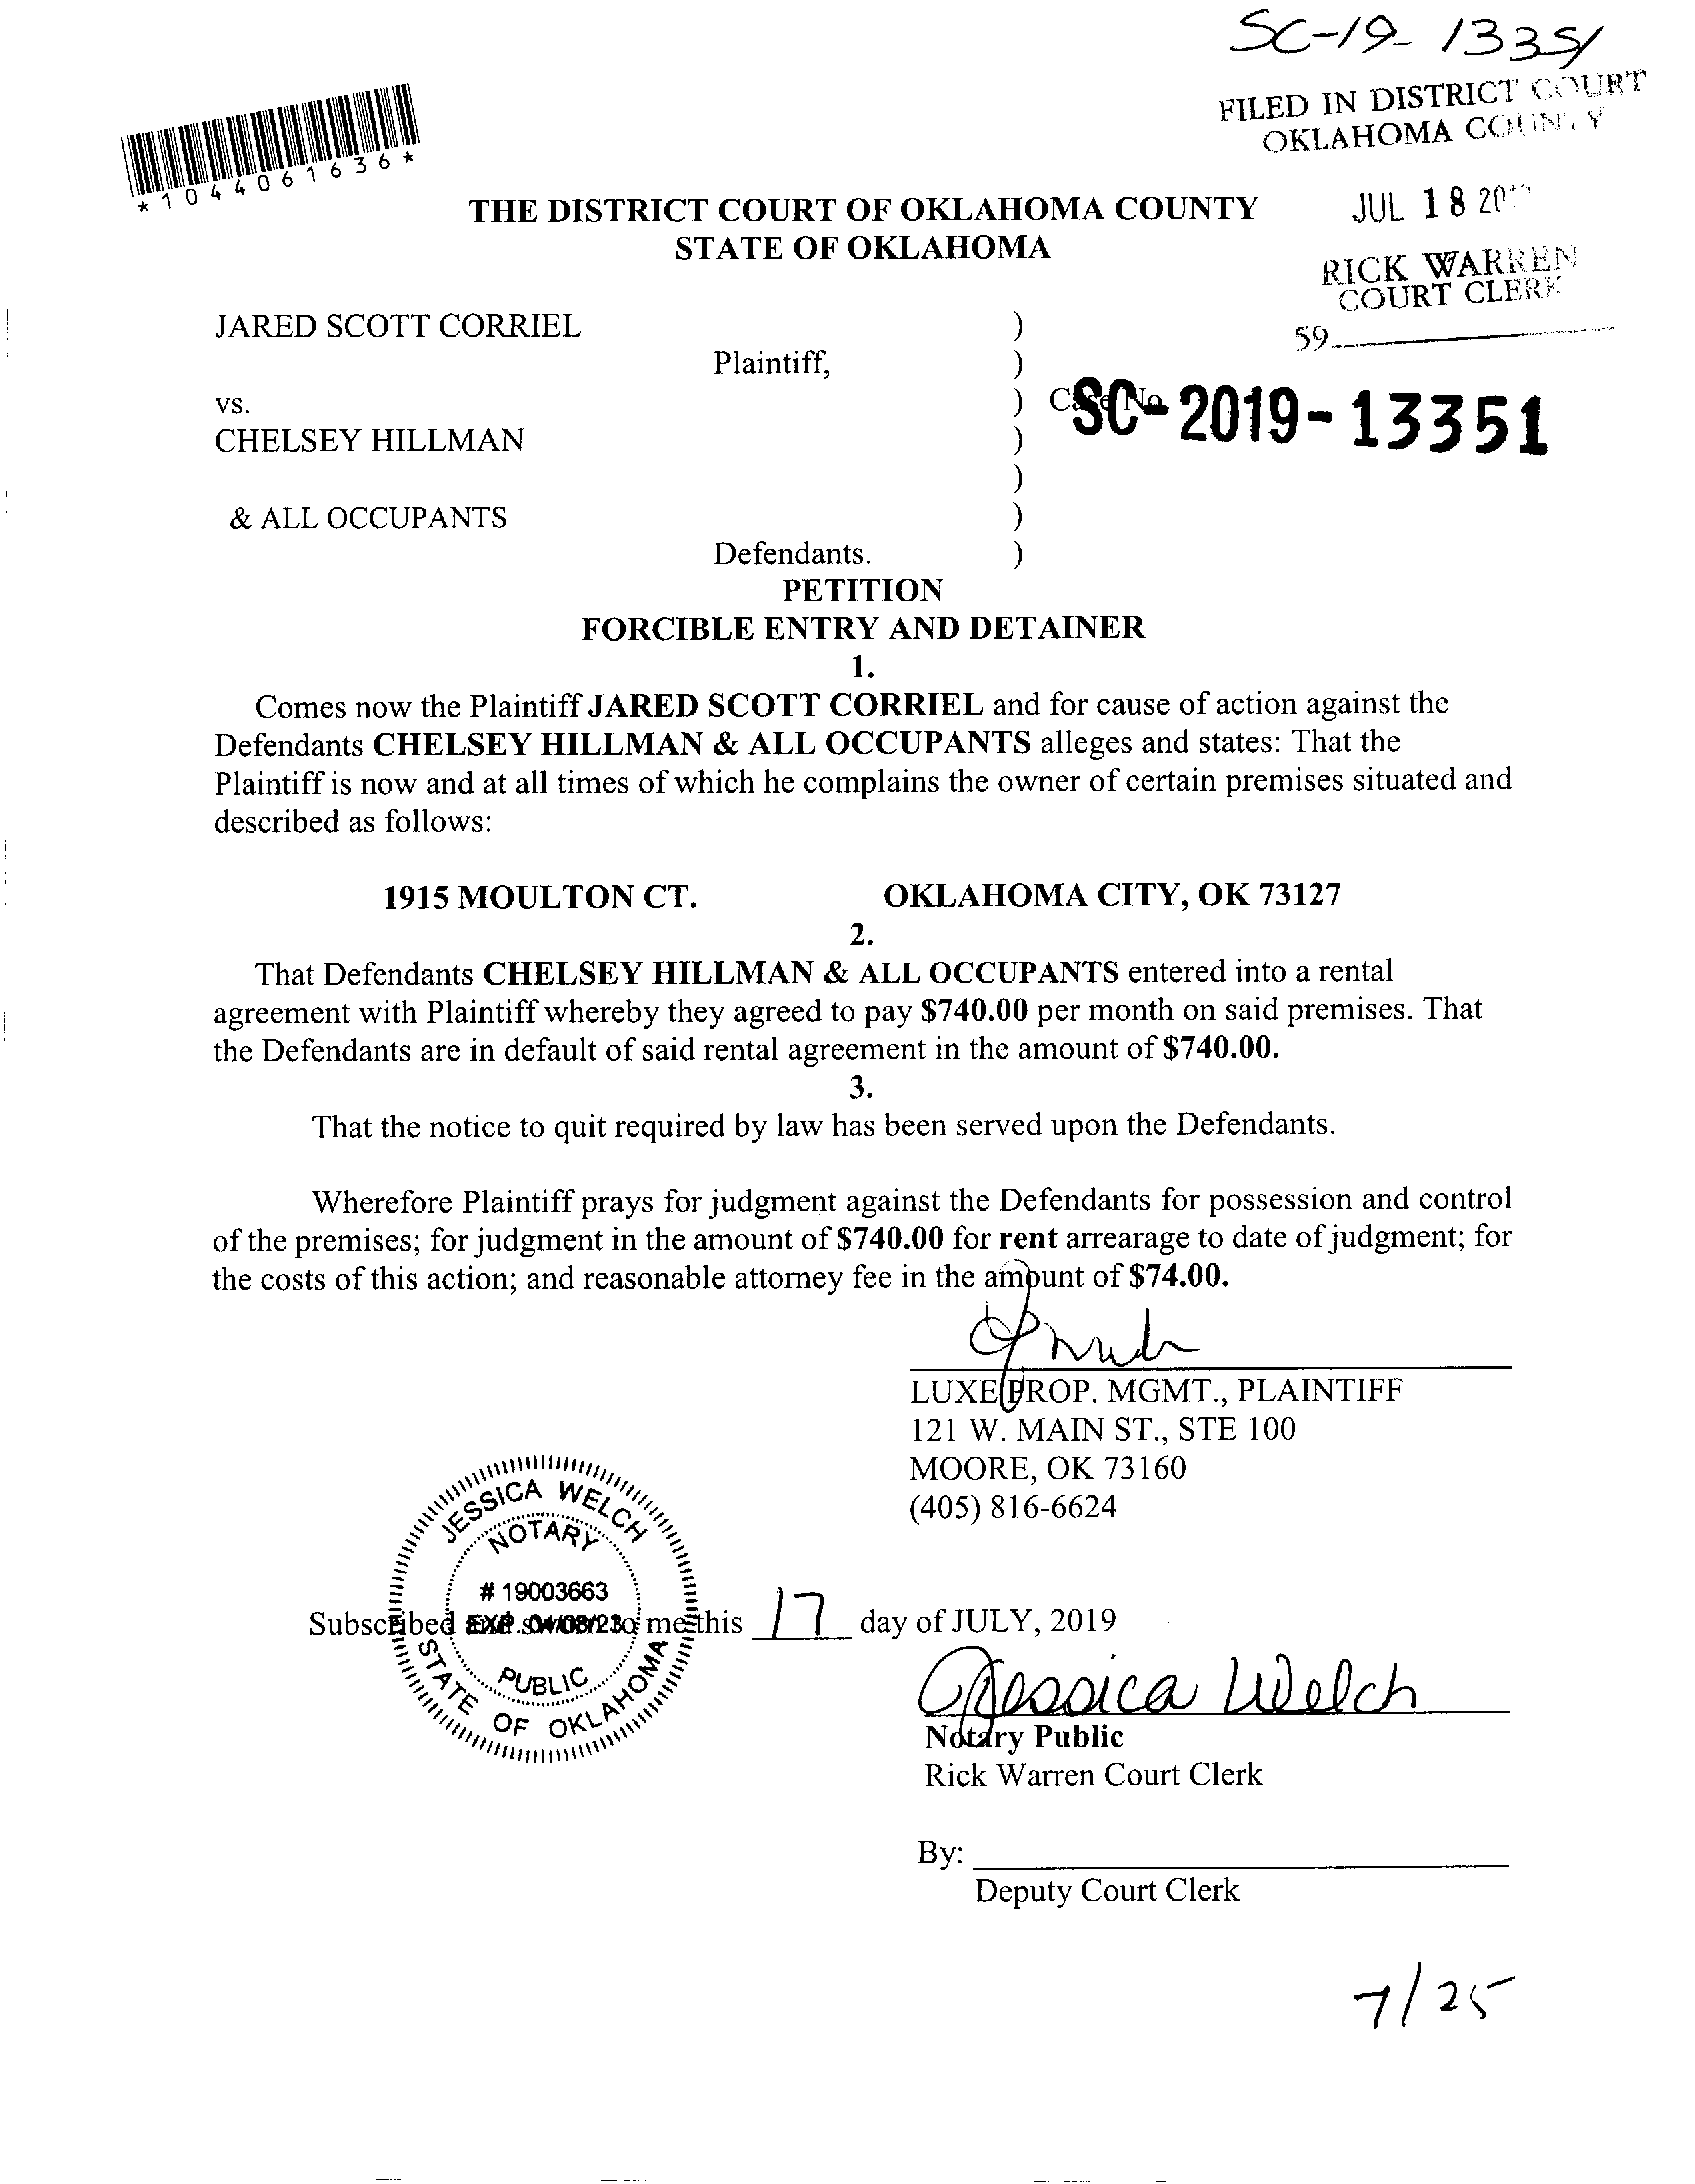 SC-19- 13351
FILED IN DISTRICT COURT
OKLAHOMA COUNTY
*1044061636*
JUL 18
THE DISTRICT COURT OF OKLAHOMA COUNTY
STATE OF OKLAHOMA
RICK WARREN
COURT CLERK
59
JARED SCOTT CORRIEL )
Plaintiff, )
vs. ) Case No.
SC-2019-13351
CHELSEY HILLMAN )
)
& ALL OCCUPANTS )
Defendants. )
PETITION
FORCIBLE ENTRY AND DETAINER
1.
Comes now the Plaintiff JARED SCOTT CORRIEL and for cause of action against the
Defendants CHELSEY HILLMAN & ALL OCCUPANTS alleges and states: That the
Plaintiff is now and at all times of which he complains the owner of certain premises situated and
described as follows:
1915 MOULTON CT. OKLAHOMA CITY, OK 73127
2.
That Defendants CHELSEY HILLMAN & ALL OCCUPANTS entered into a rental
agreement with Plaintiff whereby they agreed to pay $740.00 per month on said premises. That
the Defendants are in default of said rental agreement in the amount of $740.00.
3.
That the notice to quit required by law has been served upon the Defendants.
Wherefore Plaintiff prays for judgment against the Defendants for possession and control
of the premises; for judgment in the amount of $740.00 for rent arrearage to date of judgment; for
the costs of this action; and reasonable attorney fee in the amount of $74.00.
LUXE PROP. MGMT., PLAINTIFF
121 W. MAIN ST., STE 100
MOORE, OK 73160
(405) 816-6624
JESSICA WELCH
NOTARY
# 19003663
EXP. 04/08/23
PUBLIC
STATE OF OKLAHOMA
Subscribed and sworn to me this 17 day of JULY, 2019
Jessica Welch
Notary Public
Rick Warren Court Clerk
By:
Deputy Court Clerk
7/25